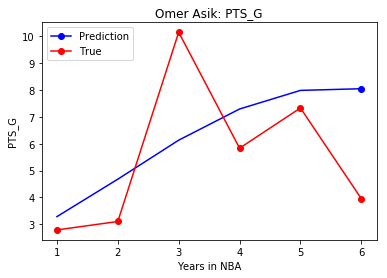 Omer Asik: PTS_G
Prediction
True
PTS_G
10
9
8
7
6
5
4
3
1 2 3 4 5 6
Years in NBA